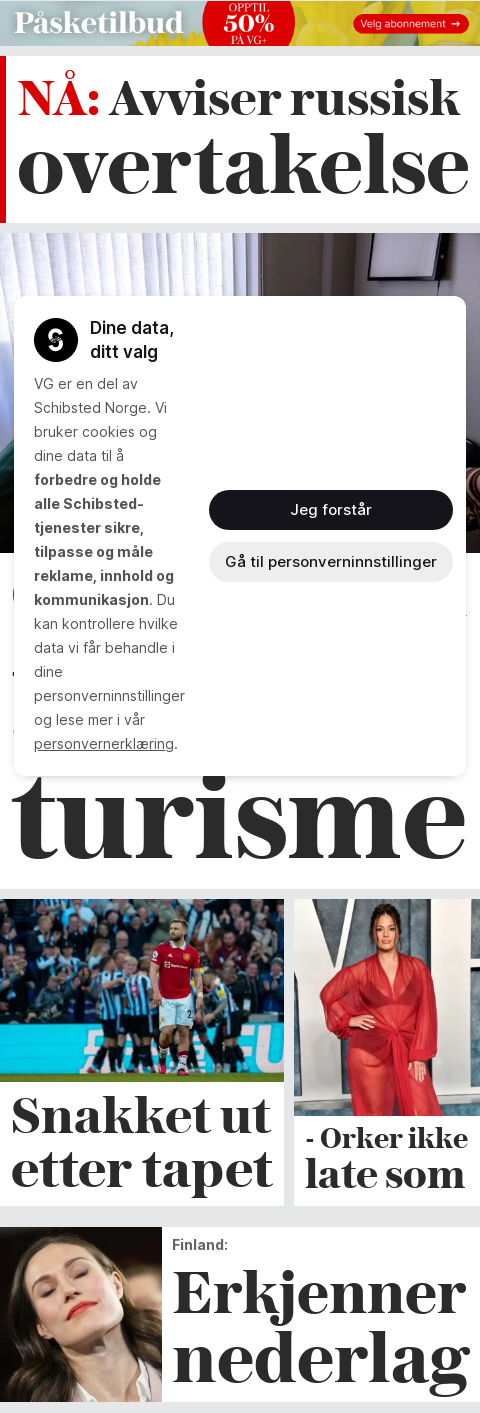 Påsketilbud
OPPTIL
50%
PÅ VG+
Velg abonnement →
NÅ: Avviser russisk
overtakelse
Dine data,
ditt valg
VG er en del av
Schibsted Norge. Vi
bruker cookies og
dine data til å
forbedre og holde
alle Schibsted-
tjenester sikre,
tilpasse og måle
reklame, innhold og
kommunikasjon. Du
kan kontrollere hvilke
data vi får behandle i
dine
personverninnstillinger
og lese mer i vår
personvernerklæring.
Jeg forstår
Gå til personverninnstillinger
turisme
Snakket ut
etter tapet
- Orker ikke
late som
Finland:
Erkjenner
nederlag